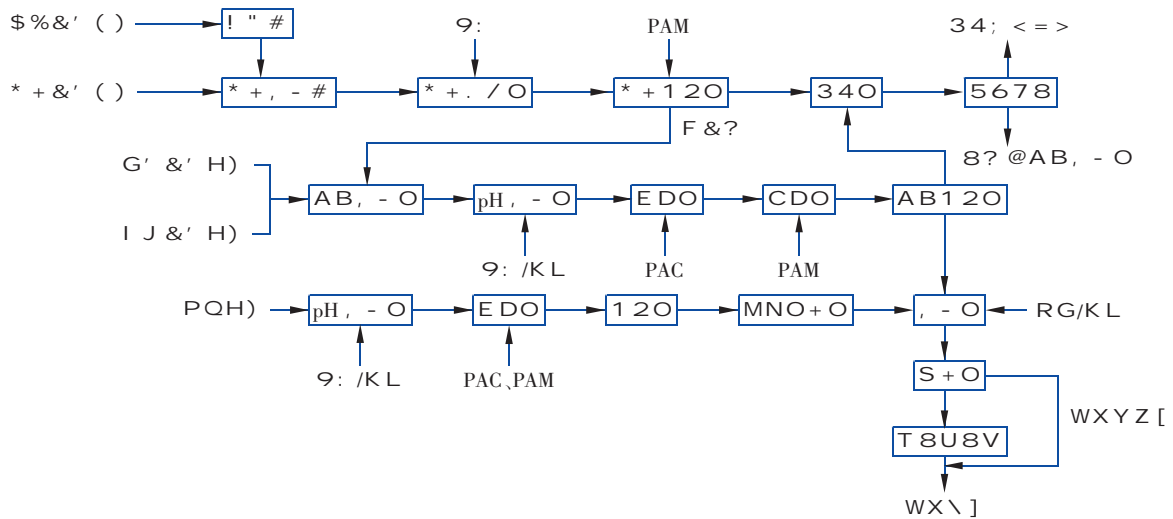 $%&' ()
! " #
9:
PAM
34; < = >
* +&' ()
* +, - #
* +. /O
* +12O
34O
5678
F &?
8? @AB, - O
G' &' H)
I J&' H)
AB, - O
pH, - O
EDO
CDO
AB12O
9: /KL
PAC
PAM
PQH)
pH, - O
EDO
12O
MNO+O
, - O
RG/KL
9: /KL
PAC、PAM
S+O
WXYZ [
T8U8V
WX\ ]